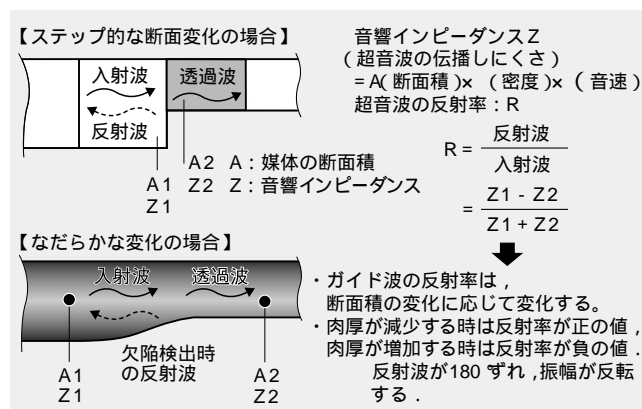 【ステップ的な断面変化の場合】
入射波
透過波
反射波
A1
Z1
A2 A：媒体の断面積
Z2 Z：音響インピーダンス
【なだらかな変化の場合】
入射波
透過波
欠陥検出時
の反射波
A1
Z1
A2
Z2
音響インピーダンスZ
(超音波の伝播しにくさ)
=A(断面積)× (密度)× (音速)
超音波の反射率：R
R = 反射波
入射波
= Z1 - Z2
Z1 + Z2
・ガイド波の反射率は，
断面積の変化に応じて変化する。
・肉厚が減少する時は反射率が正の値，
肉厚が増加する時は反射率が負の値．
反射波が180 ずれ,振幅が反転
する．